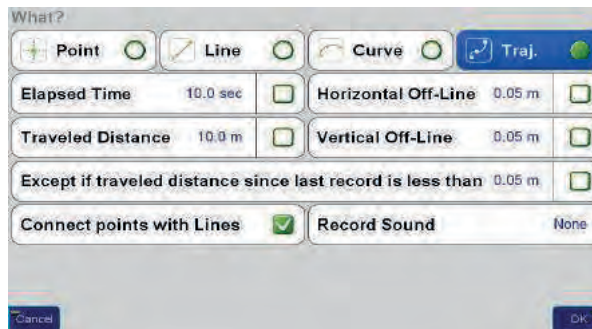 What?
Point Line Curve Traj.
Elapsed Time 10.0 sec Horizontal Off-Line 0.05 m
Traveled Distance 10.0 m Vertical Off-Line 0.05 m
Except if traveled distance since last record is less than 0.05 m
Connect points with Lines Record Sound None
Cancel OK